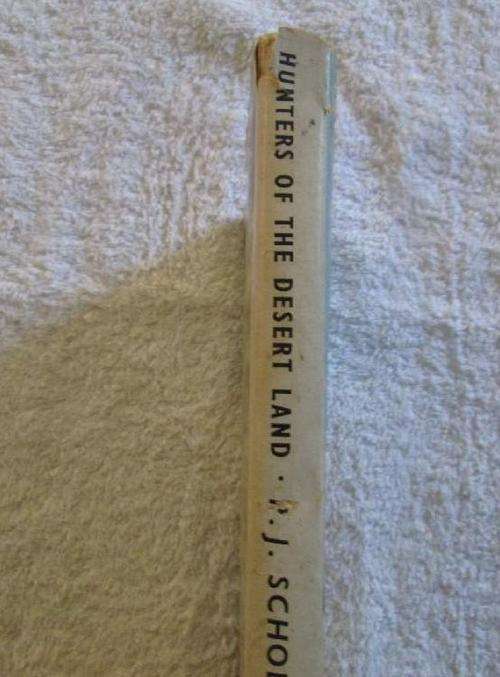 HUNTERS OF THE DESERT LAND · P. J. SCHO